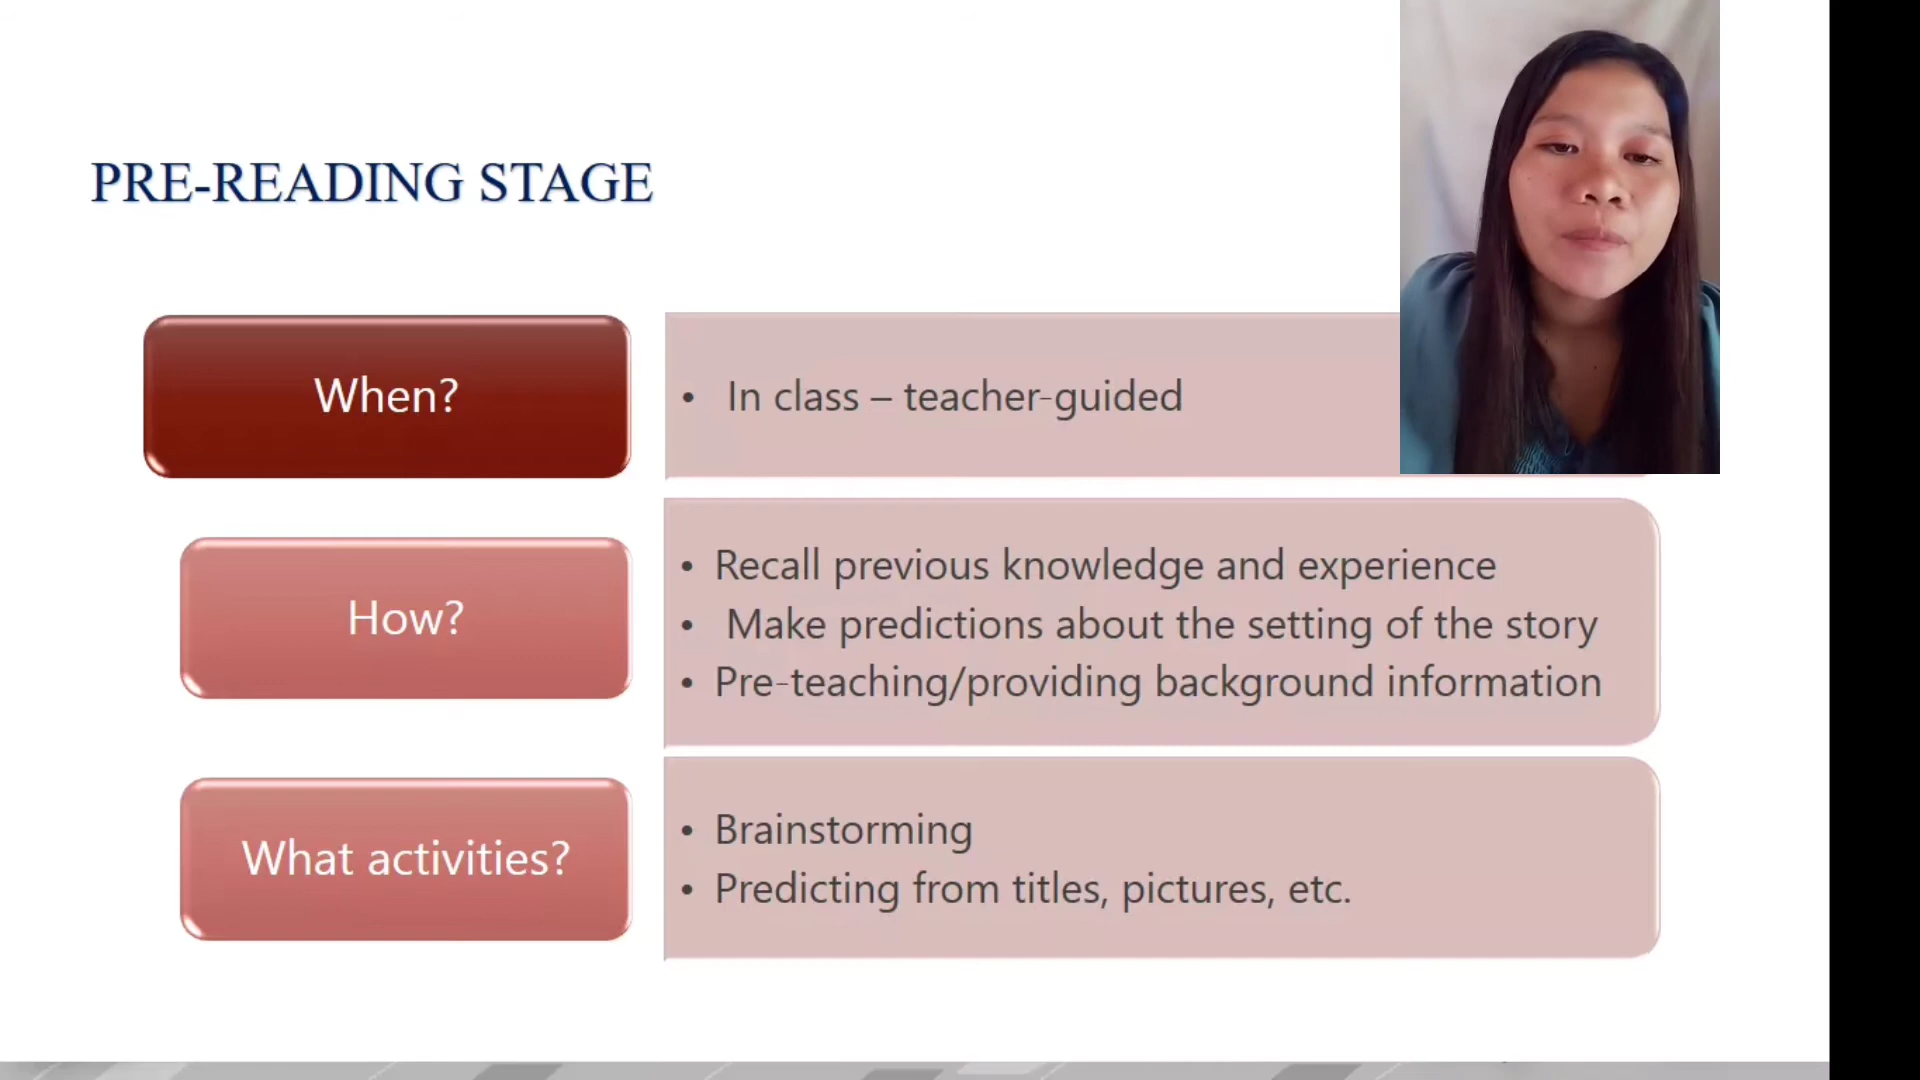 PRE-READING STAGE
When?
• In class – teacher-guided
How?
• Recall previous knowledge and experience
• Make predictions about the setting of the story
• Pre-teaching/providing background information
What activities?
• Brainstorming
• Predicting from titles, pictures, etc.